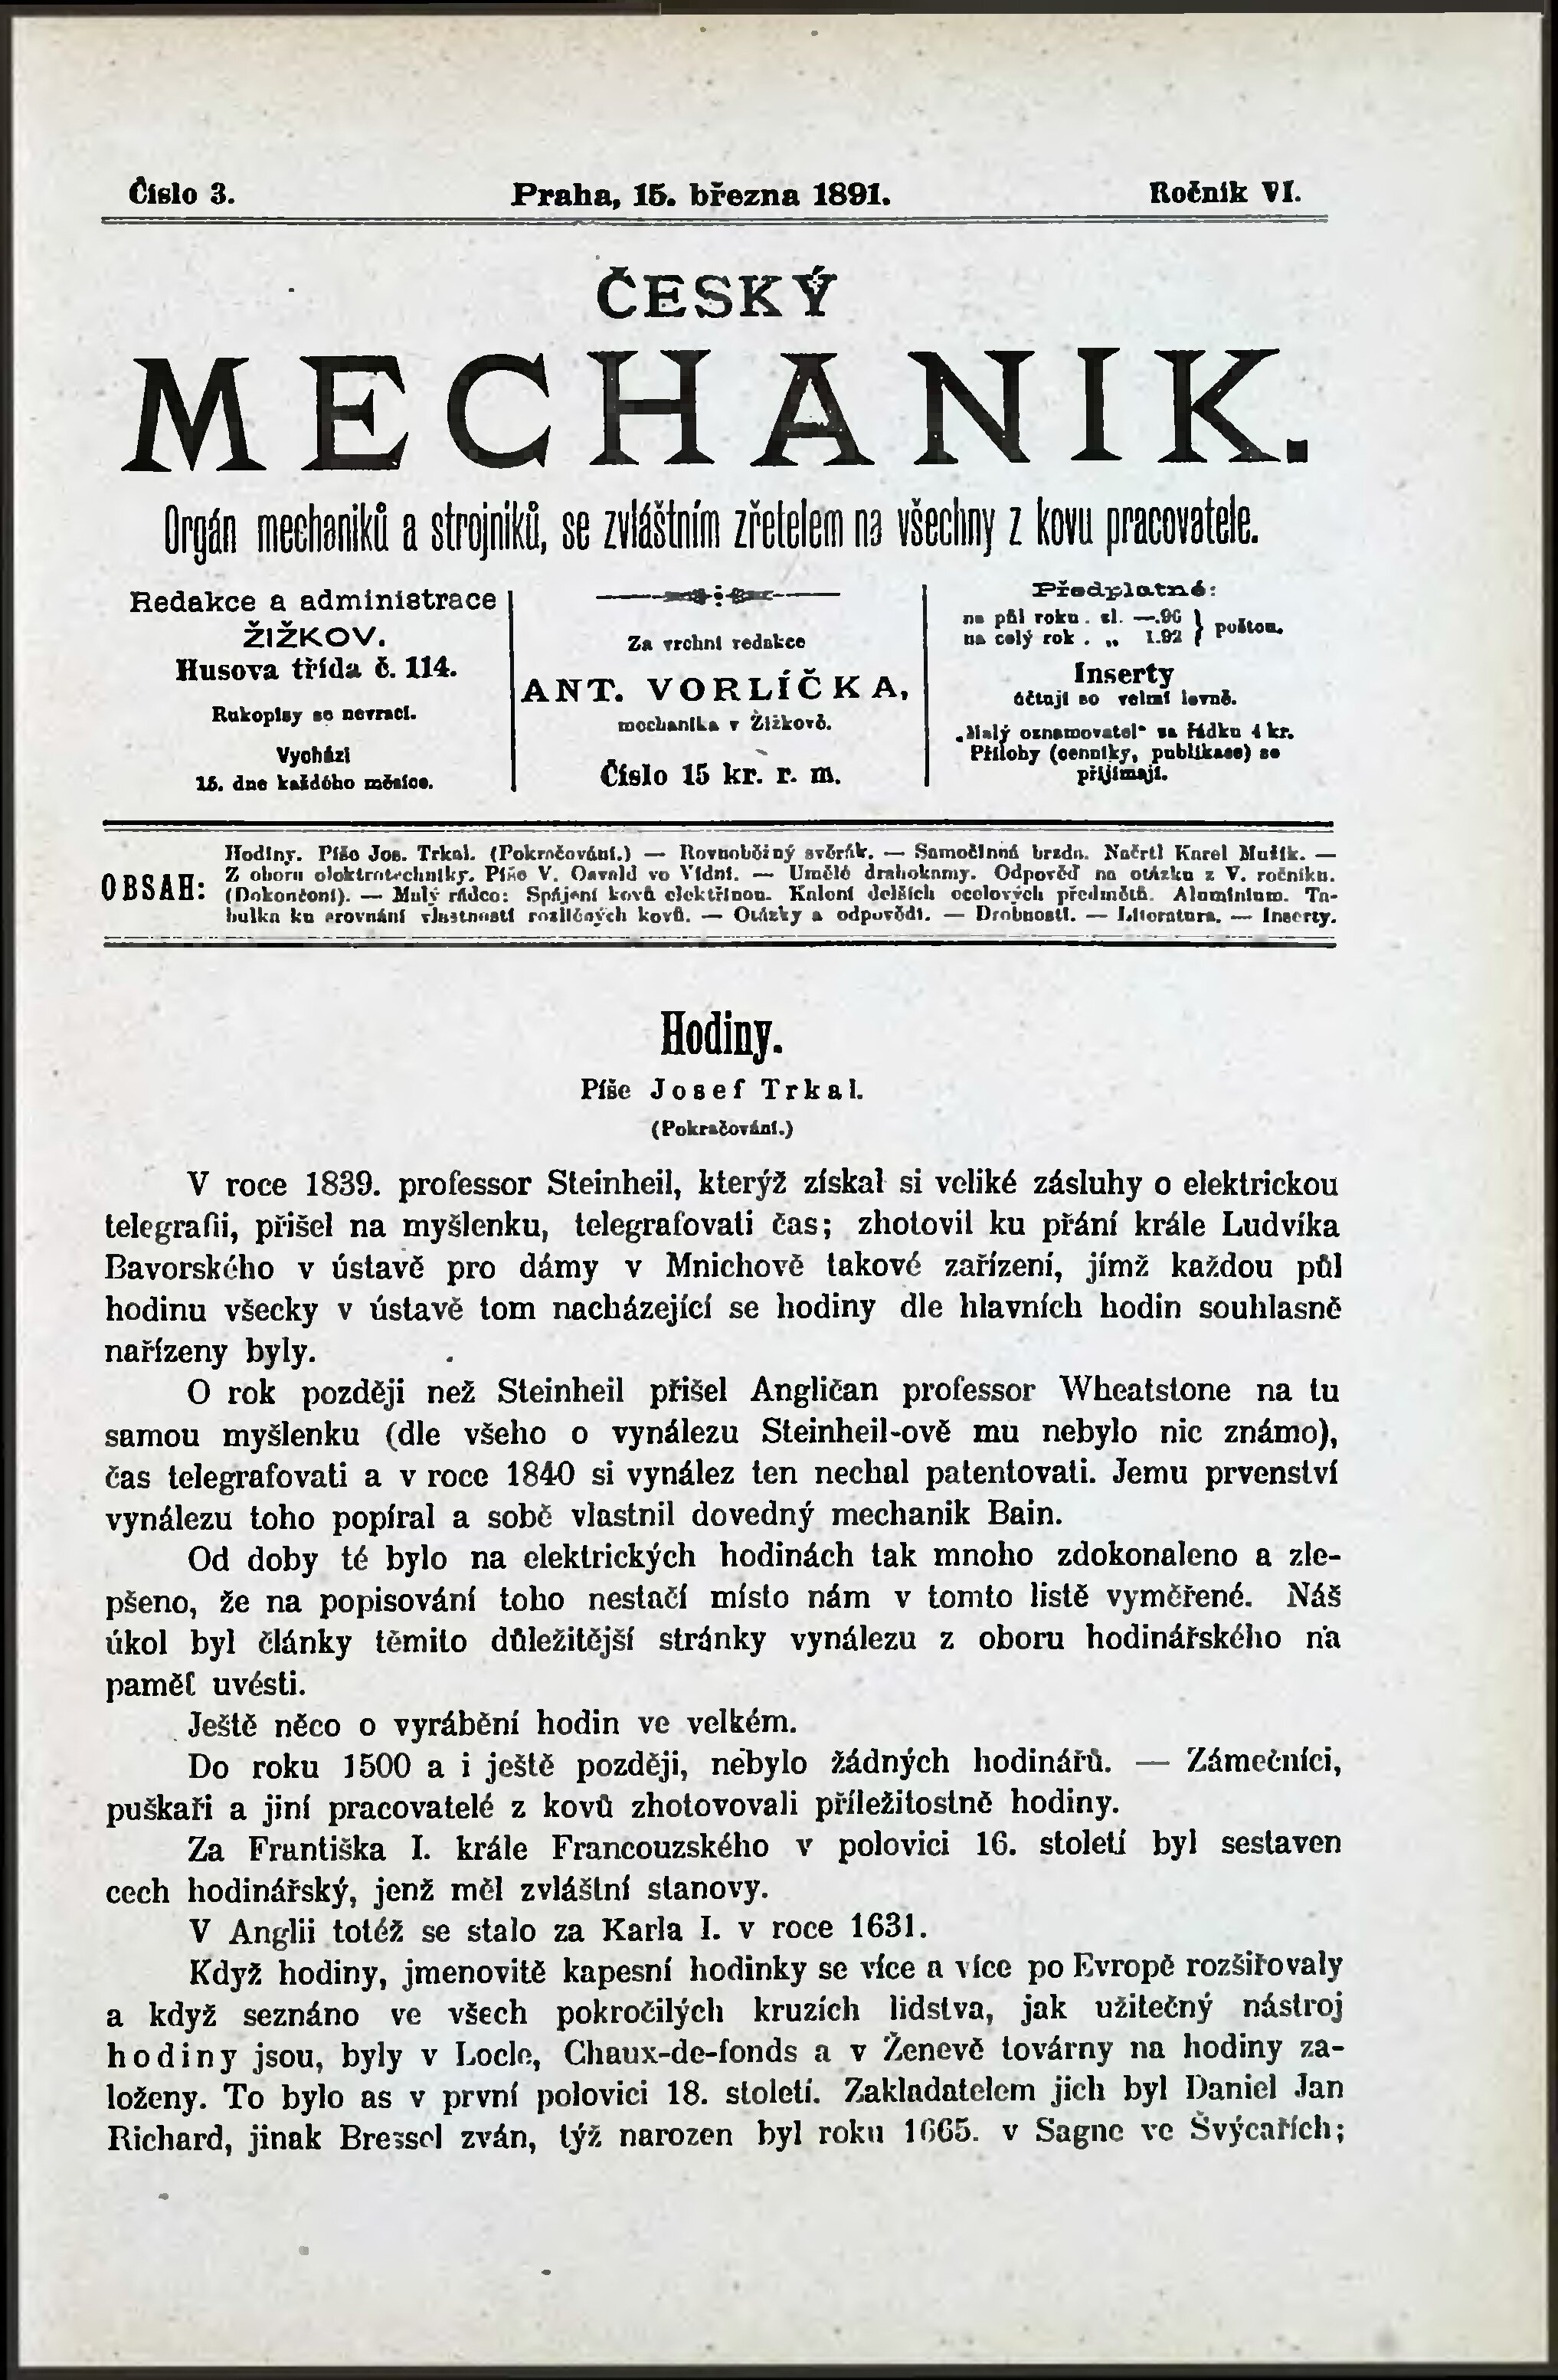 Číslo 3. Praha, 15. března 1891. Ročník VI.
ČESKÝ
MECHANIK.
Orgán mechaniků a strojníků, se zvláštním zřetelem na všechny z kovu pracovatele.
Redakce a administrace
ŽIŽKOV.
Husova třída č. 114.
Rukopisy se nevrací.
Vychází
15. dne každého měsíce.
Za vrchní redakce
ANT. VORLÍČKA,
mechanika v Žižkově.
Číslo 15 kr. r. m.
Předplatné:
na půl roku . zl. —.96
na celý rok . „ 1.92 } poštou.
Inserty
účtují se velmi levně.
„Malý oznamovatel“ za řádku 4 kr.
Přílohy (cenníky, publikace) se
přijímají.
OBSAH: Hodiny. Píše Jos. Trkal. (Pokračování.) — Rovnoběžný svěrák. — Samočinná brzda. Načrtl Karel Mušík. —
Z oboru elektrotechniky. Píše V. Osvald ve Vídni. — Umělé drahokamy. Odpověď na otázku z V. ročníku.
(Dokončení). — Malý rádce: Spájení kovů elektřinou. Kalení delších ocelových předmětů. Aluminium. Ta-
bulka ku srovnání vlastností rozličných kovů. — Otázky a odpovědi. — Drobnosti. — Literatura. — Inserty.
Hodiny.
Píše Josef Trkal.
(Pokračování.)
V roce 1839. professor Steinheil, kterýž získal si veliké zásluhy o elektrickou
telegrafii, přišel na myšlenku, telegrafovati čas; zhotovil ku přání krále Ludvíka
Bavorského v ústavě pro dámy v Mnichově takové zařízení, jímž každou půl
hodinu všecky v ústavě tom nacházející se hodiny dle hlavních hodin souhlasně
nařízeny byly.
O rok později než Steinheil přišel Angličan professor Wheatstone na tu
samou myšlenku (dle všeho o vynálezu Steinheil-ově mu nebylo nic známo),
čas telegrafovati a v roce 1840 si vynález ten nechal patentovati. Jemu prvenství
vynálezu toho popíral a sobě vlastnil dovedný mechanik Bain.
Od doby té bylo na elektrických hodinách tak mnoho zdokonaleno a zle-
pšeno, že na popisování toho nestačí místo nám v tomto listě vyměřené. Náš
úkol byl články těmito důležitější stránky vynálezu z oboru hodinářského na
paměť uvésti.
Ještě něco o vyrábění hodin ve velkém.
Do roku 1500 a i ještě později, nebylo žádných hodinářů. — Zámečníci,
puškaři a jiní pracovatelé z kovů zhotovovali příležitostně hodiny.
Za Františka I. krále Francouzského v polovici 16. století byl sestaven
cech hodinářský, jenž měl zvláštní stanovy.
V Anglii totéž se stalo za Karla I. v roce 1631.
Když hodiny, jmenovitě kapesní hodinky se více a více po Evropě rozšiřovaly
a když seznáno ve všech pokročilých kruzích lidstva, jak užitečný nástroj
hodiny jsou, byly v Locle, Chaux-de-fonds a v Ženevě továrny na hodiny za-
loženy. To bylo as v první polovici 18. století. Zakladatelem jich byl Daniel Jan
Richard, jinak Bressel zván, týž narozen byl roku 1665. v Sagne ve Švýcařích;